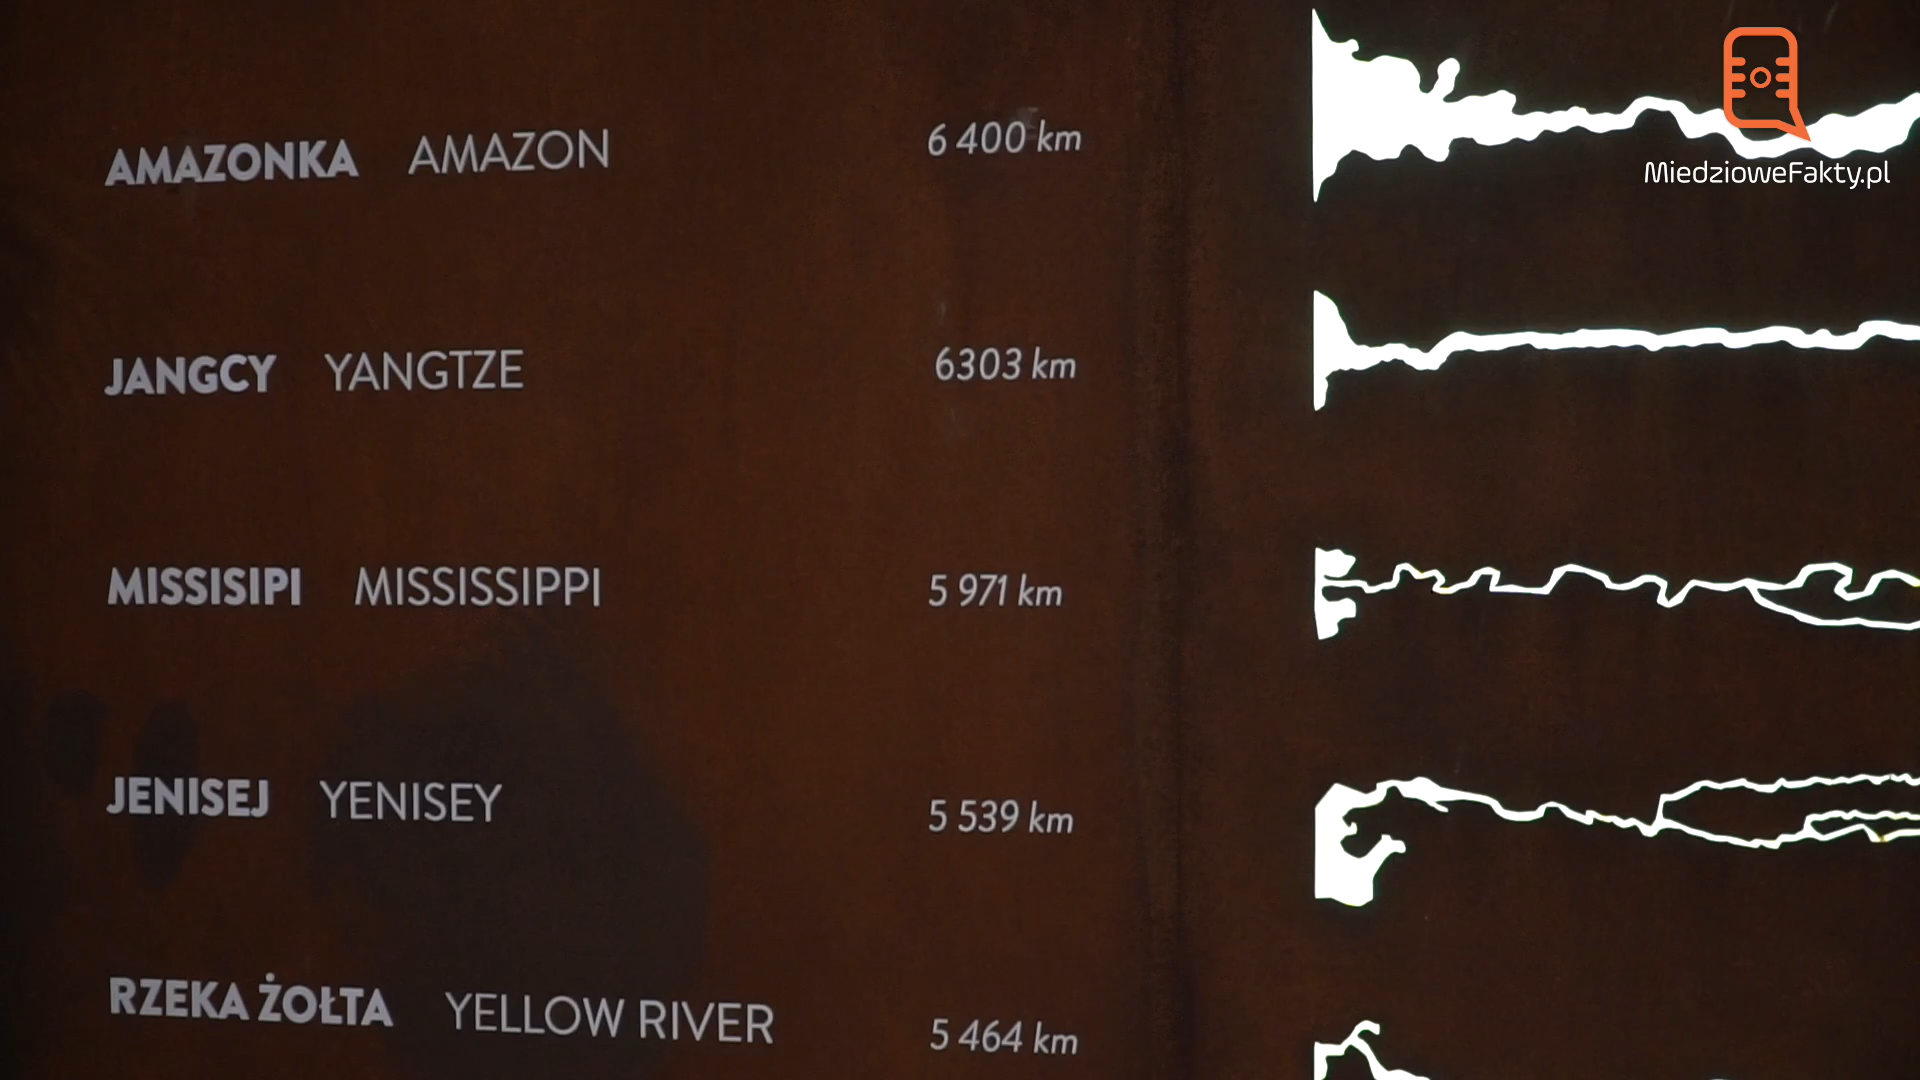 AMAZONKA AMAZON 6 400 km
MiedzioweFakty.pl
JANGCY YANGTZE 6303 km
MISSISIPI MISSISSIPPI 5 971 km
JENISEJ YENISEY 5 539 km
RZEKA ŻOŁTA YELLOW RIVER 5 464 km